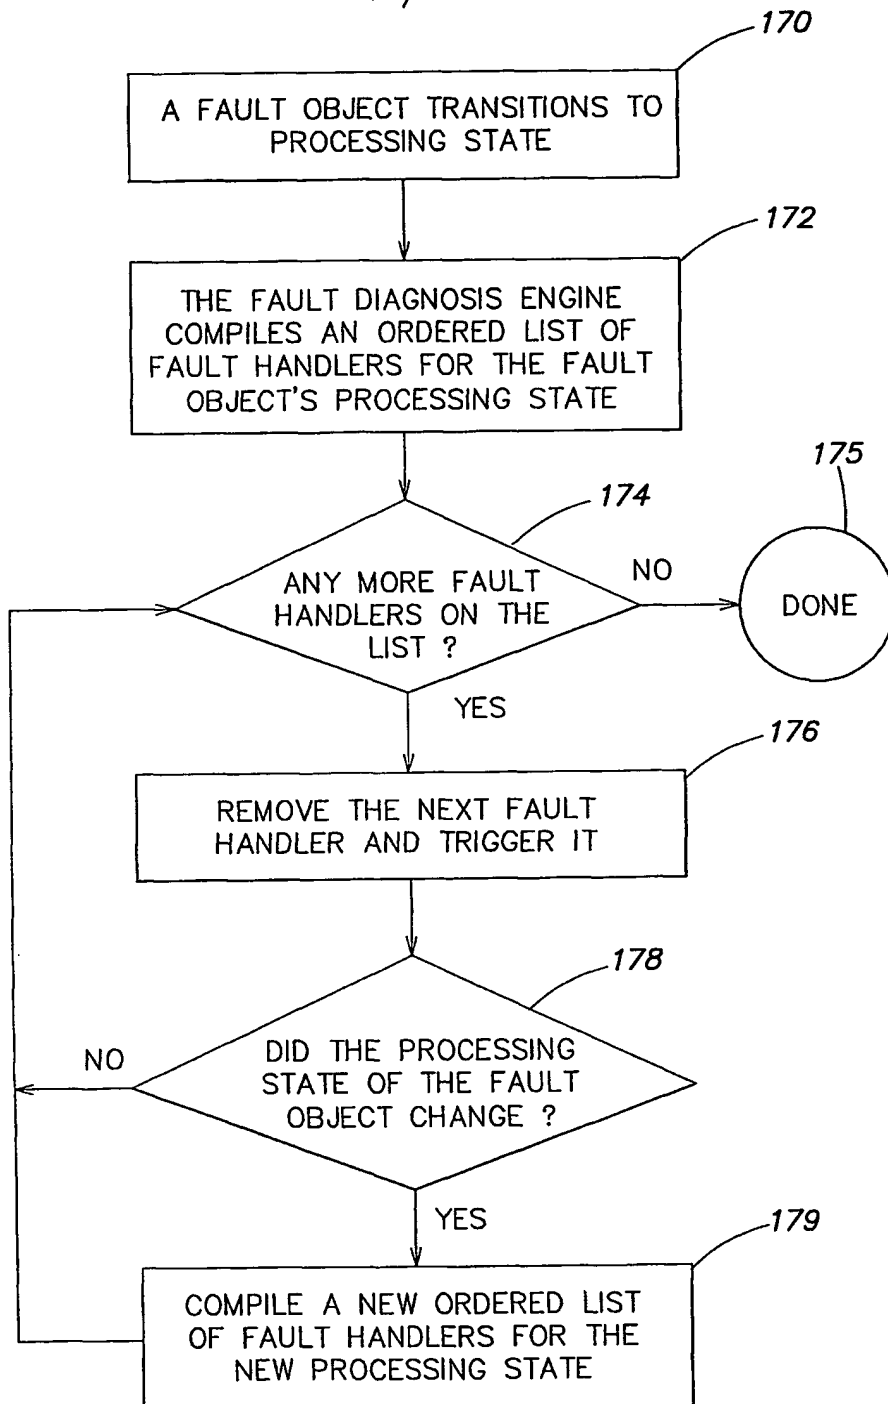 170
A FAULT OBJECT TRANSITIONS TO
PROCESSING STATE
172
THE FAULT DIAGNOSIS ENGINE
COMPILES AN ORDERED LIST OF
FAULT HANDLERS FOR THE FAULT
OBJECT'S PROCESSING STATE
174
175
ANY MORE FAULT
HANDLERS ON THE
LIST ?
NO
DONE
YES
176
REMOVE THE NEXT FAULT
HANDLER AND TRIGGER IT
178
DID THE PROCESSING
STATE OF THE FAULT
OBJECT CHANGE ?
NO
YES
179
COMPILE A NEW ORDERED LIST
OF FAULT HANDLERS FOR THE
NEW PROCESSING STATE